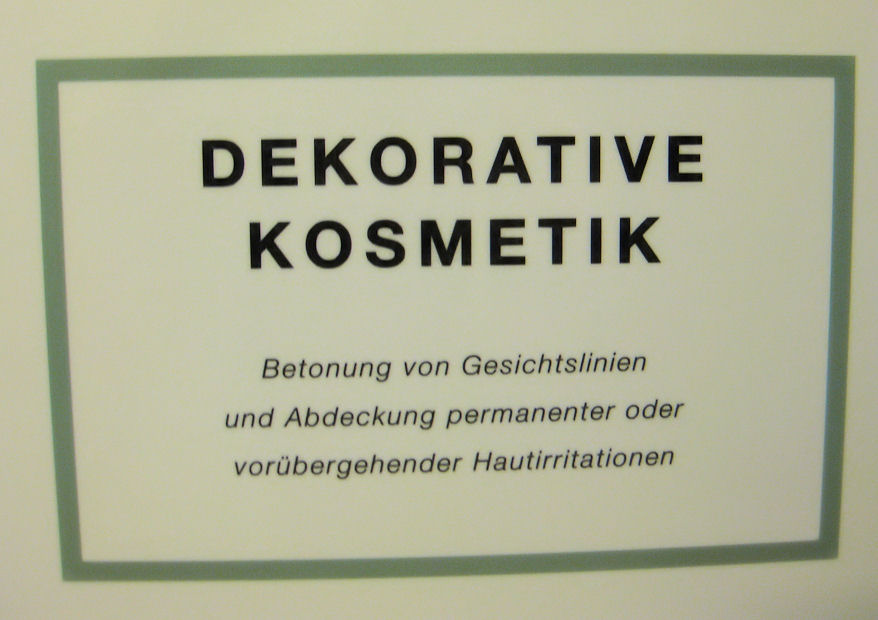 DEKORATIVE
KOSMETIK
Betonung von Gesichtslinien
und Abdeckung permanenter oder
vorübergehender Hautirritationen